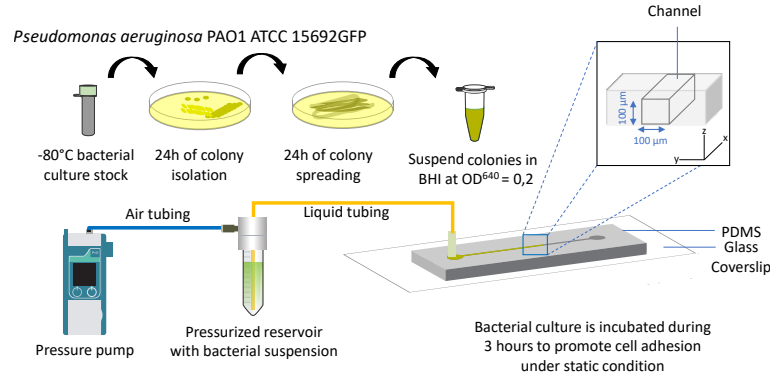 Channel
Pseudomonas aeruginosa PAO1 ATCC 15692GFP
100 µm
100 µm
z
x
y
-80°C bacterial
culture stock
24h of colony
isolation
24h of colony
spreading
Suspend colonies in
BHI at OD⁶⁴⁰ = 0,2
Air tubing
Liquid tubing
PDMS
Glass
Coverslip
Pressure pump
Pressurized reservoir
with bacterial suspension
Bacterial culture is incubated during
3 hours to promote cell adhesion
under static condition